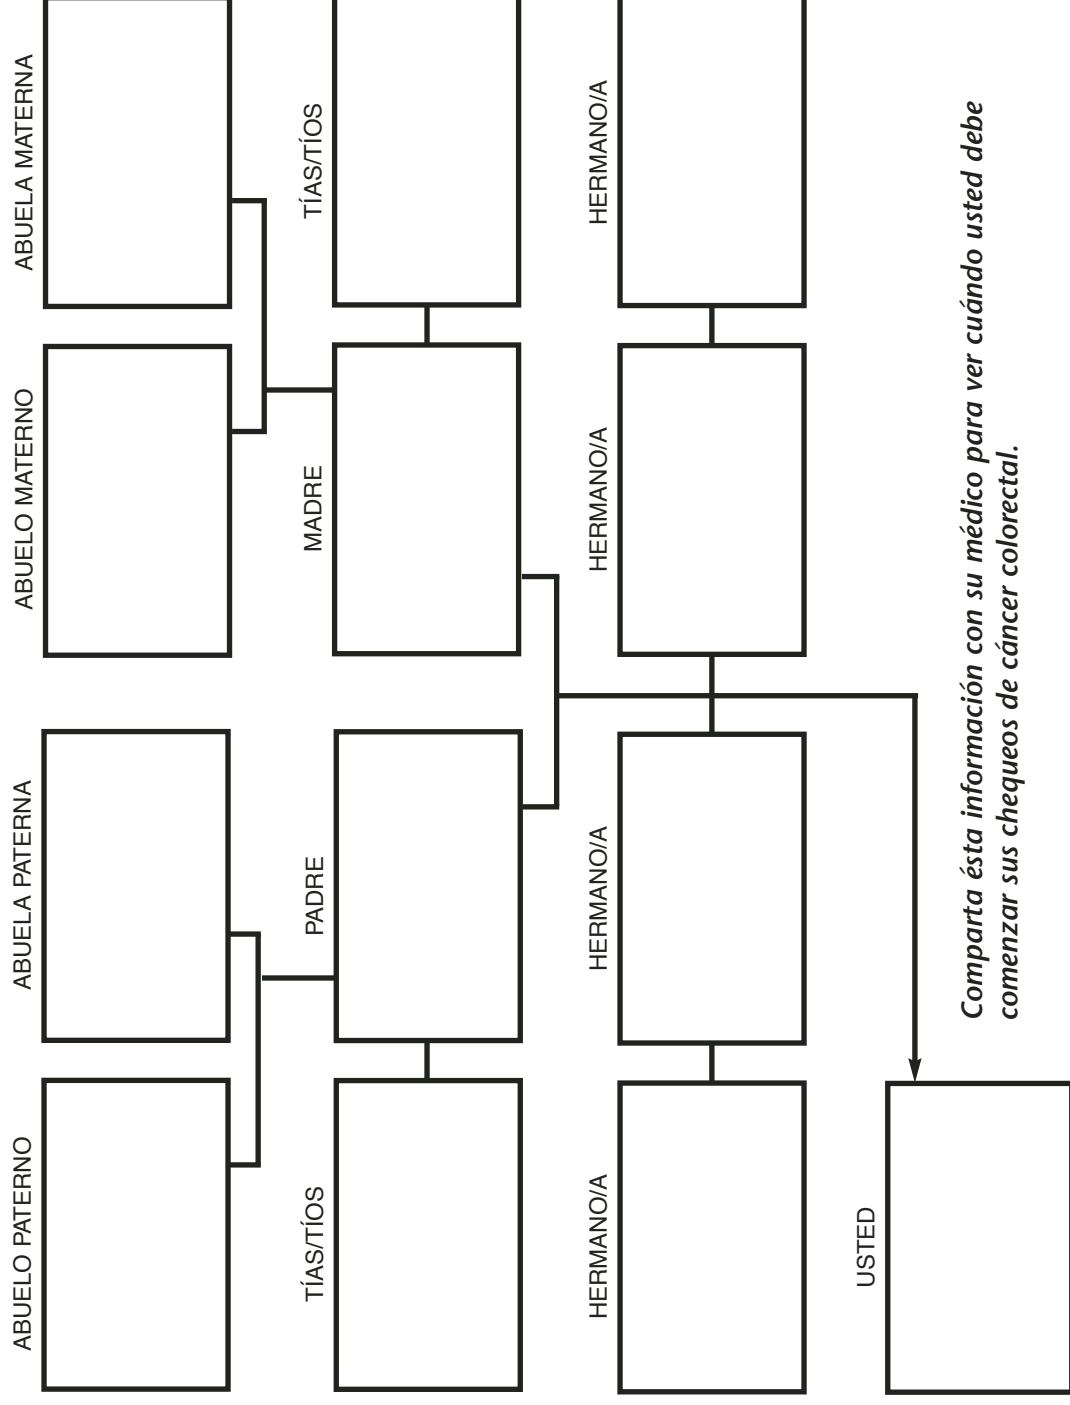 ABUELO PATERNO
ABUELA PATERNA
ABUELO MATERNO
ABUELA MATERNA
TÍAS/TÍOS
PADRE
MADRE
TÍAS/TÍOS
HERMANO/A
HERMANO/A
HERMANO/A
HERMANO/A
USTED
Comparta ésta información con su médico para ver cuándo usted debe
comenzar sus chequeos de cáncer colorectal.